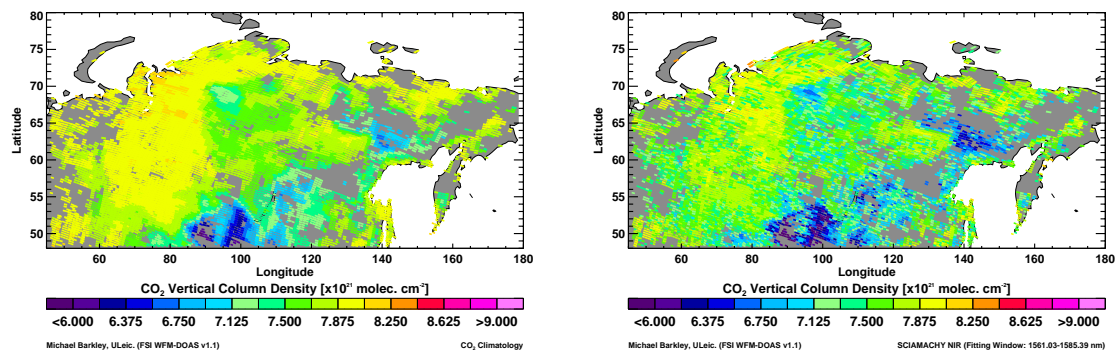 80
75
70
65
60
55
50
Latitude
60 80 100 120 140 160 180
Longitude
CO₂ Vertical Column Density [x10²¹ molec. cm⁻²]
<6.000 6.375 6.750 7.125 7.500 7.875 8.250 8.625 >9.000
Michael Barkley, ULeic. (FSI WFM-DOAS v1.1) CO₂ Climatology
80
75
70
65
60
55
50
Latitude
60 80 100 120 140 160 180
Longitude
CO₂ Vertical Column Density [x10²¹ molec. cm⁻²]
<6.000 6.375 6.750 7.125 7.500 7.875 8.250 8.625 >9.000
Michael Barkley, ULeic. (FSI WFM-DOAS v1.1) SCIAMACHY NIR (Fitting Window: 1561.03-1585.39 nm)